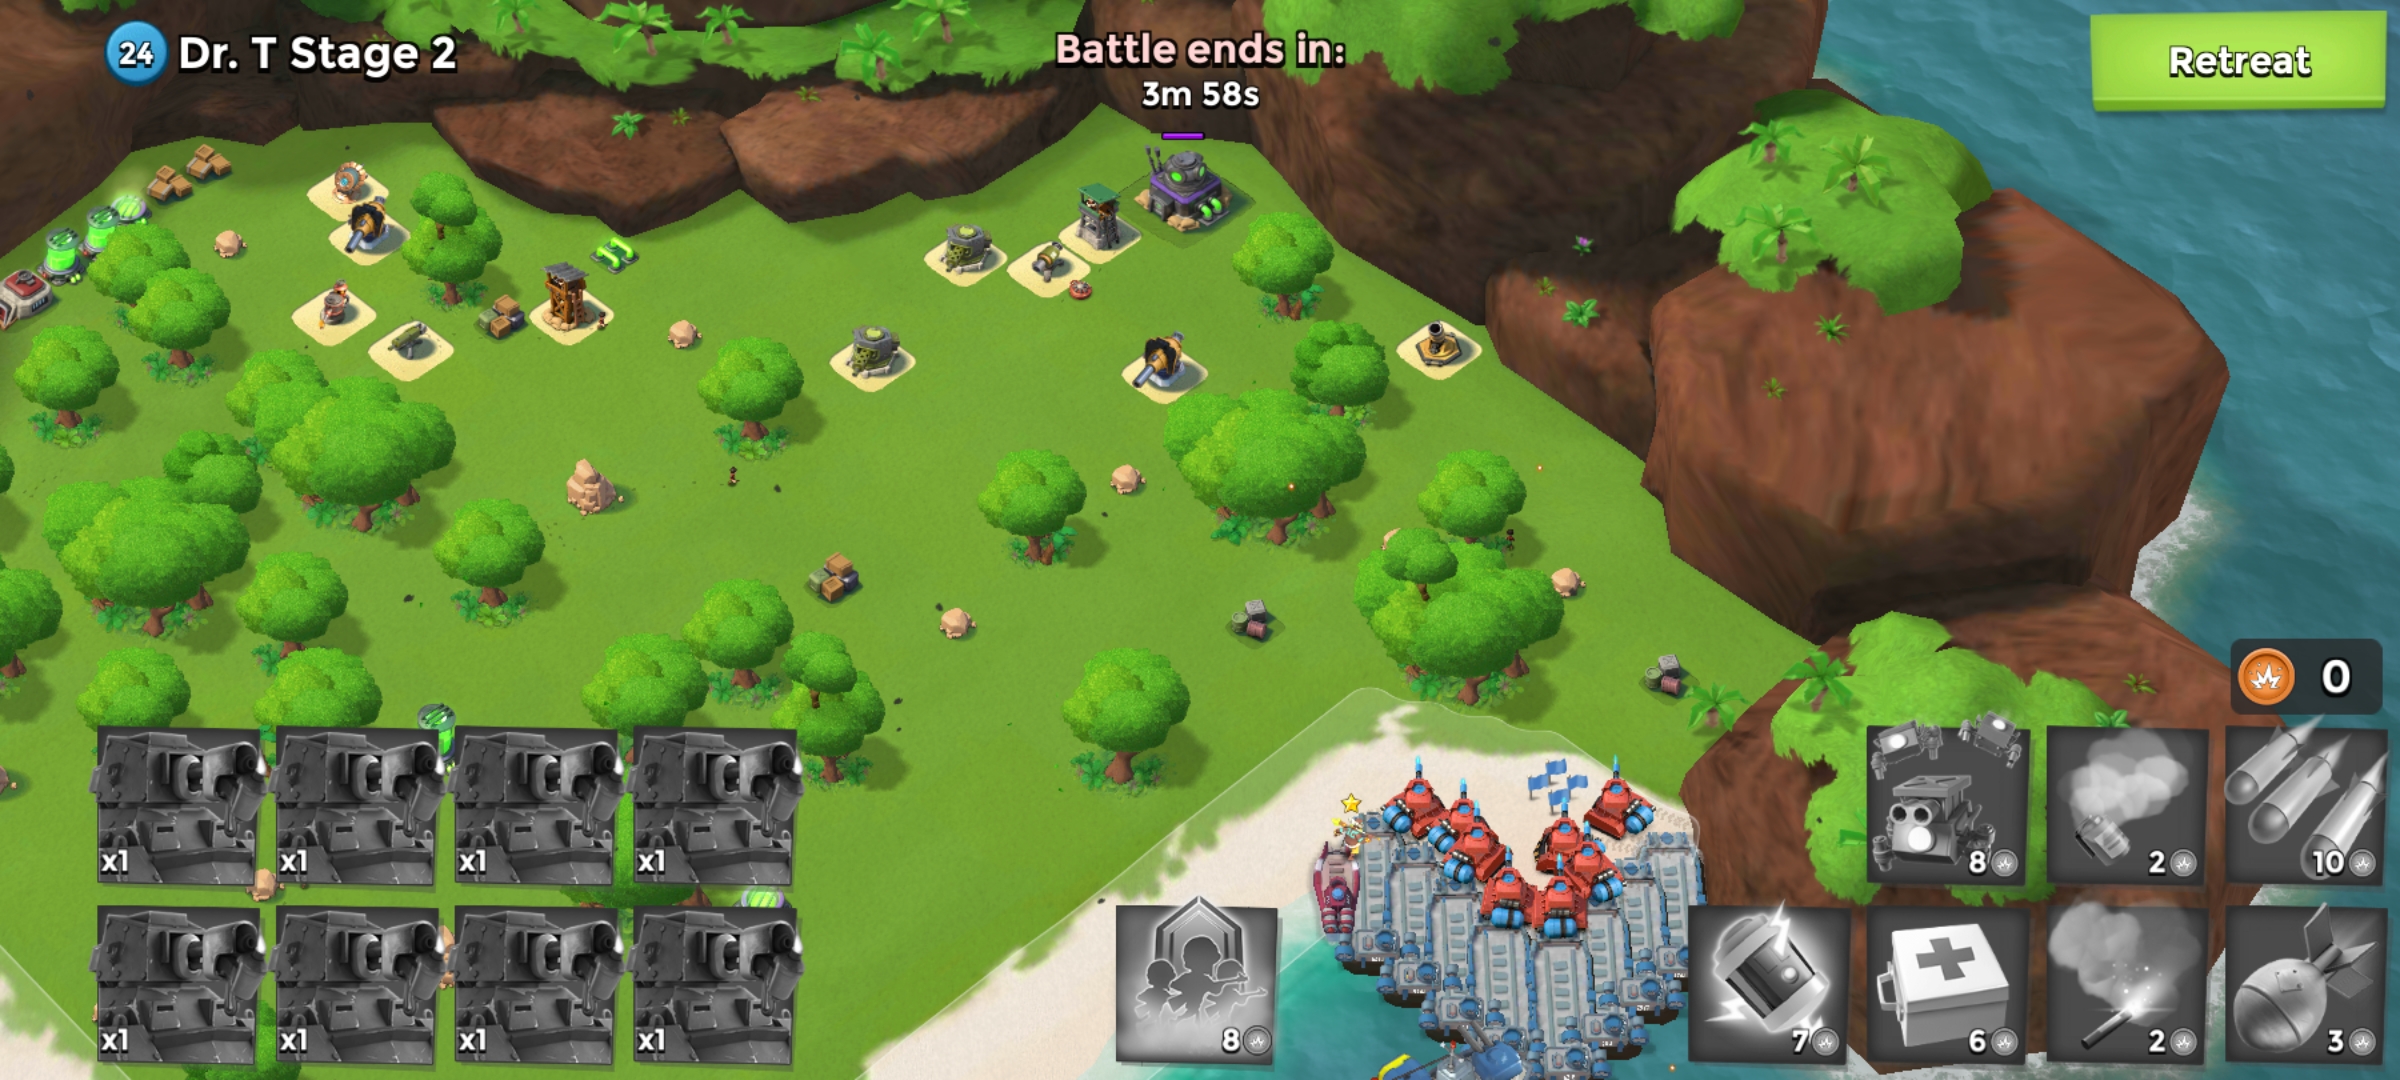 24 Dr. T Stage 2
Battle ends in:
3m 58s
Retreat
0
x1 x1 x1 x1
8 2 10
x1 x1 x1 x1
8 7 6 2 3